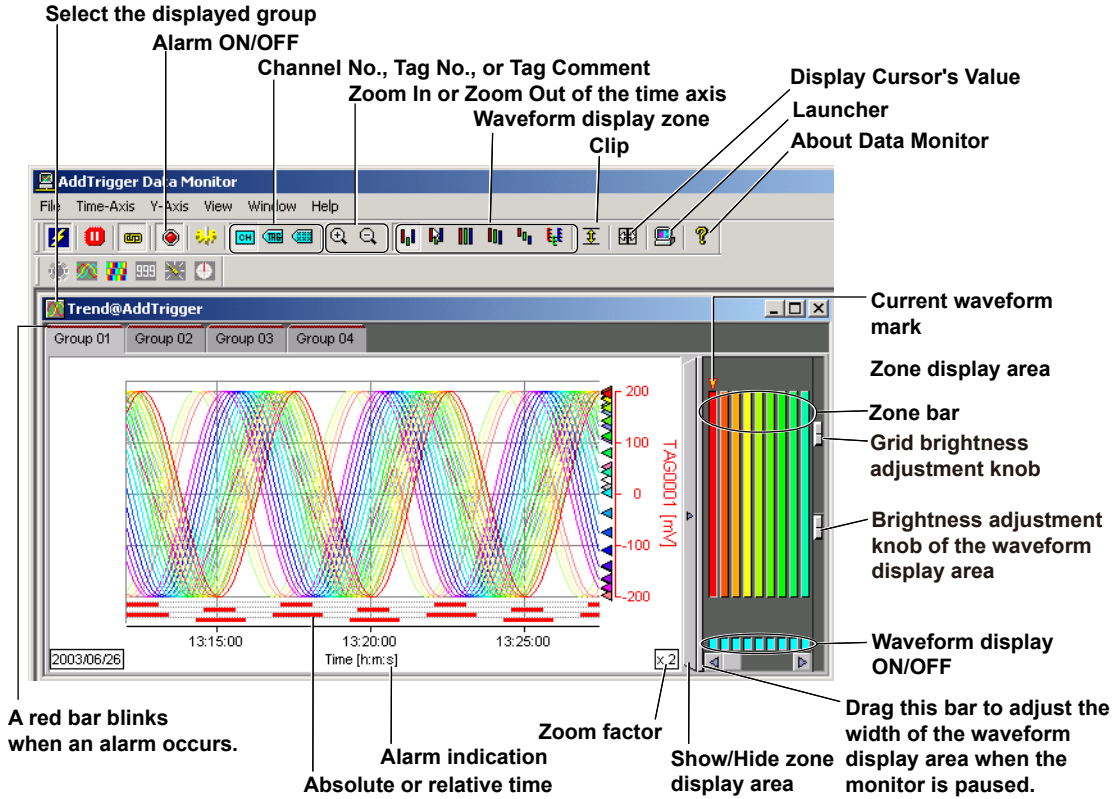 Select the displayed group
Alarm ON/OFF
Channel No., Tag No., or Tag Comment
Zoom In or Zoom Out of the time axis
Waveform display zone
Clip
Display Cursor's Value
Launcher
About Data Monitor
AddTrigger Data Monitor
File Time-Axis Y-Axis View Window Help
CH TAG
999
Trend@AddTrigger
Group 01 Group 02 Group 03 Group 04
200
100
0
-100
-200
TAG0001 [mV]
13:15:00 13:20:00 13:25:00
2003/06/26 Time [h:m:s] x,2
Current waveform
mark
Zone display area
Zone bar
Grid brightness
adjustment knob
Brightness adjustment
knob of the waveform
display area
Waveform display
ON/OFF
A red bar blinks
when an alarm occurs.
Alarm indication
Absolute or relative time
Zoom factor
Show/Hide zone
display area
Drag this bar to adjust the
width of the waveform
display area when the
monitor is paused.